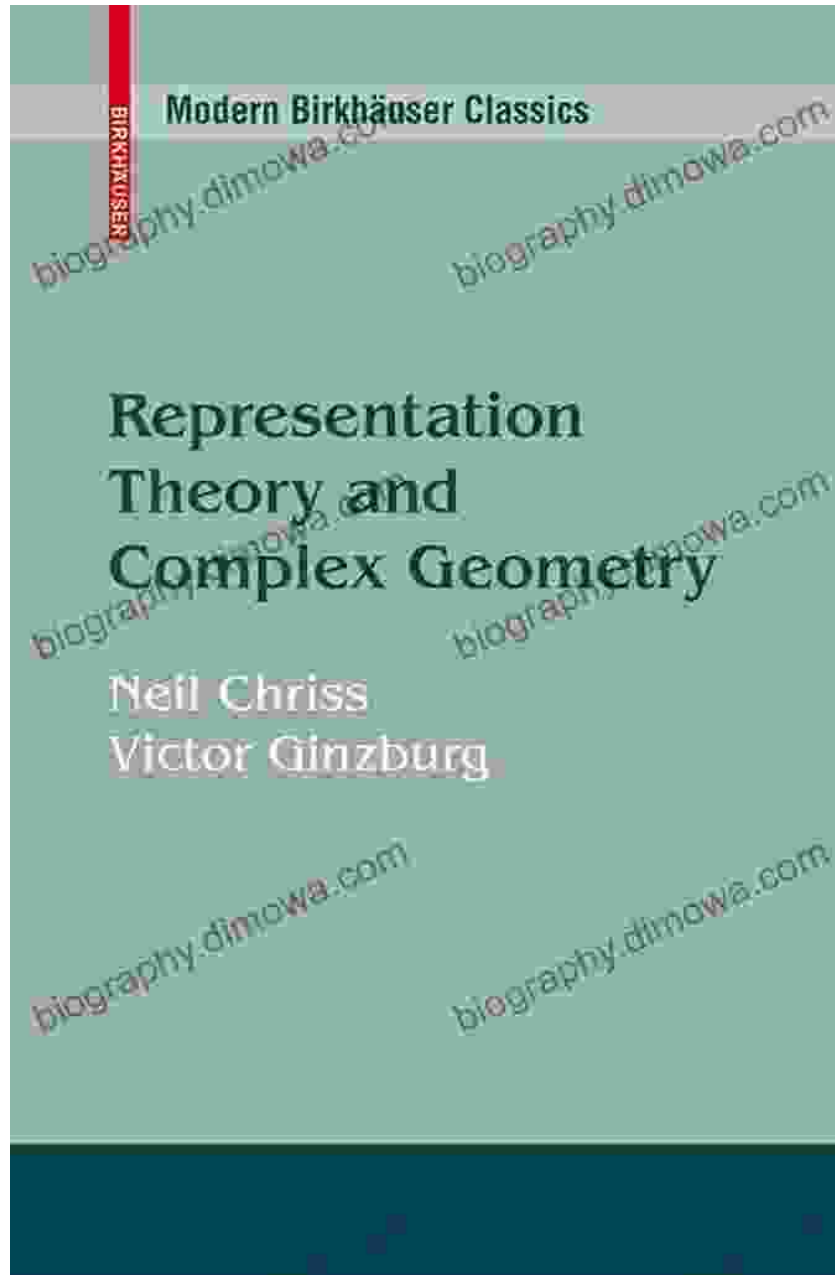 Modern Birkhäuser Classics
BIRKHÄUSER
biography.dimowa.com
biography.dimowa.com
Representation
Theory and
Complex Geometry
biography.dimowa.com
biography.dimowa.com
Neil Chriss
Victor Ginzburg
biography.dimowa.com
biography.dimowa.com